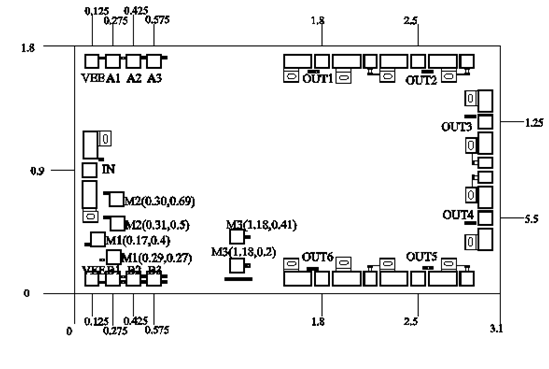 0.125 0.425 1.8 2.5
0.275 0.575
1.8
VEE A1 A2 A3 OUT1 OUT2
OUT3 1.25
0.9 IN
M2(0.30,0.69)
M2(0.31,0.5) OUT4 5.5
M1(0.17,0.4) M3(1.18,0.41)
M1(0.29,0.27) M3(1.18,0.2) OUT6 OUT5
VEE B1 B2 B3
0
0.125 0.425 1.8 2.5 3.1
0 0.275 0.575